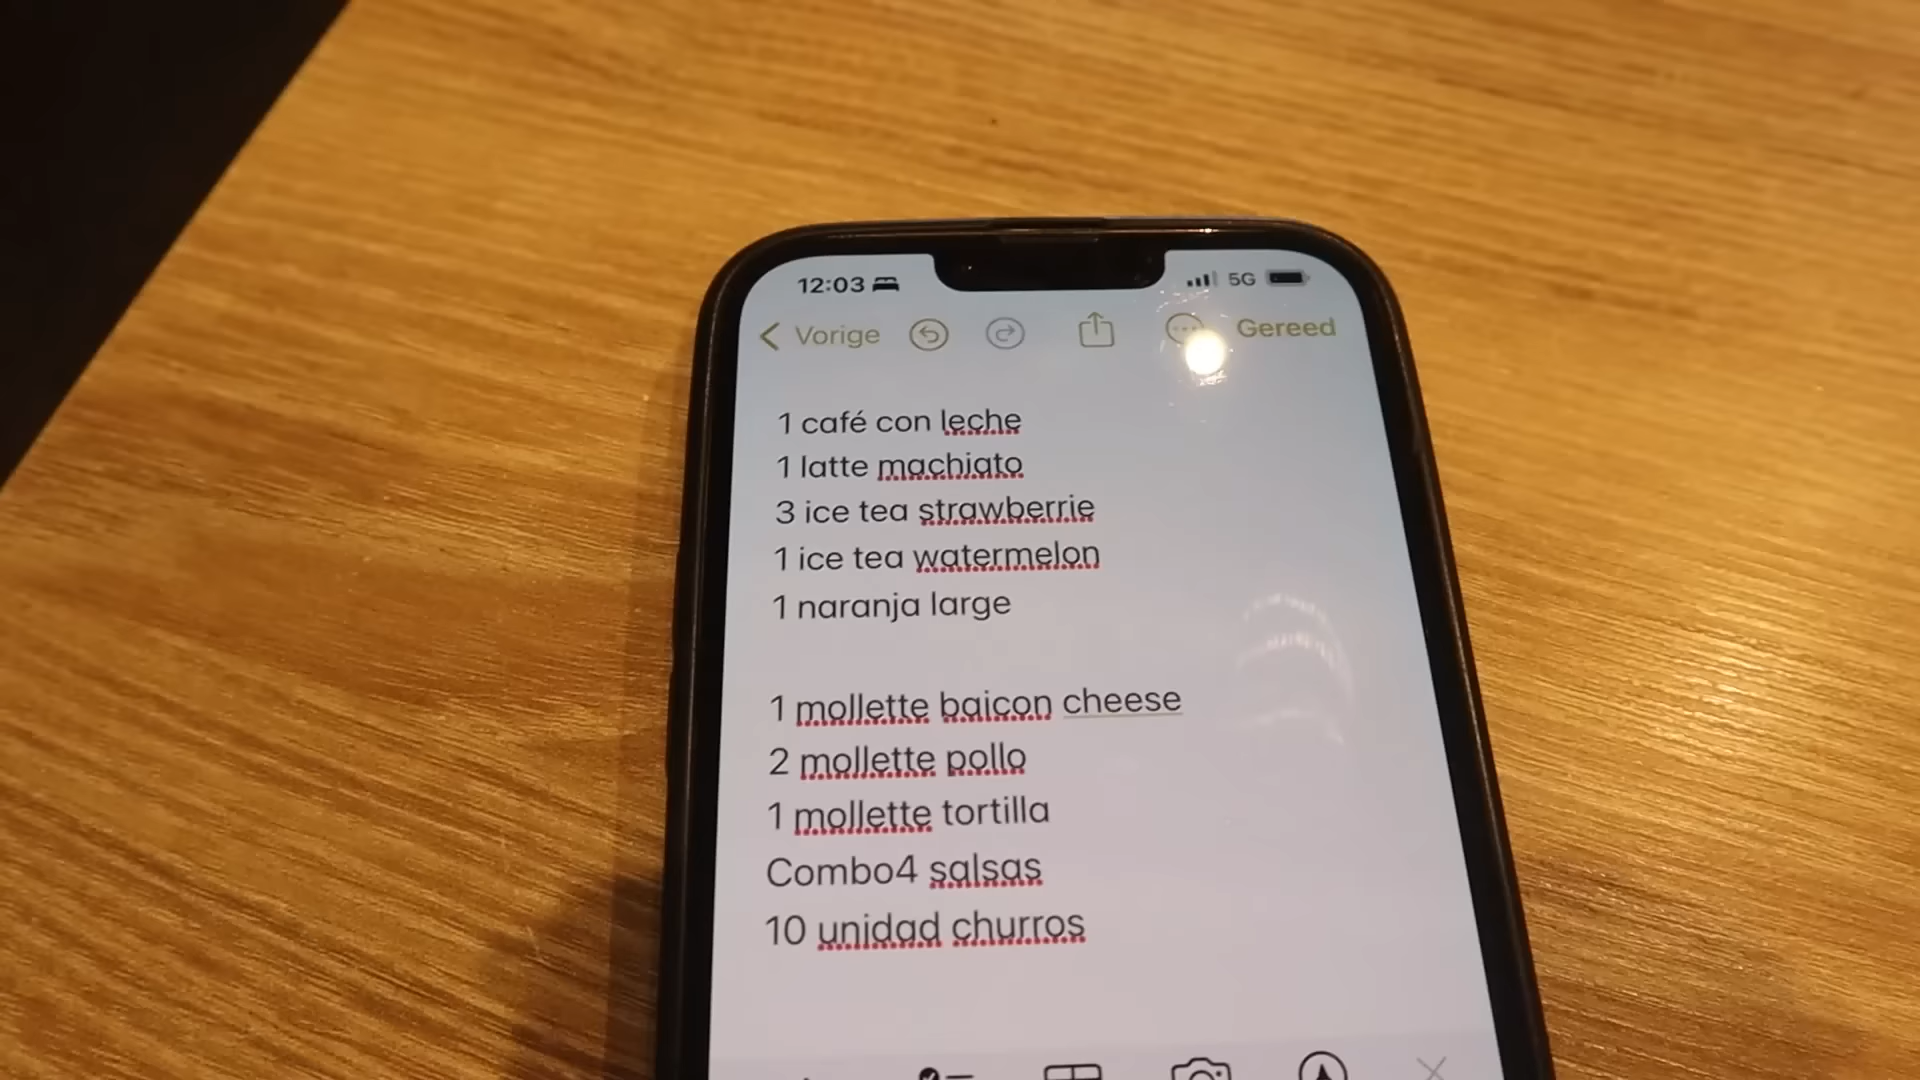 12:03 5G
Vorige Gereed
1 café con leche
1 latte machiato
3 ice tea strawberrie
1 ice tea watermelon
1 naranja large
1 mollette baicon cheese
2 mollette pollo
1 mollette tortilla
Combo4 salsas
10 unidad churros